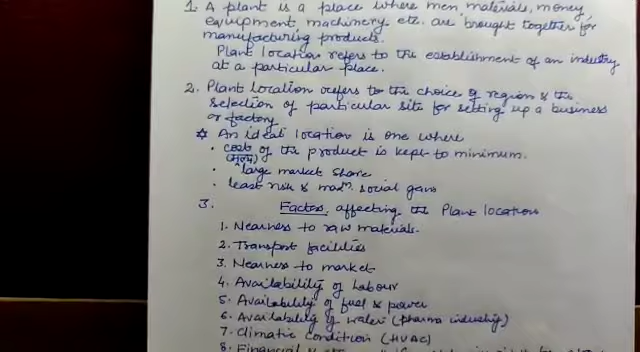 1. A plant is a place where men materials, money
equipment machinery etc. are brought together for
manufacturing products.
Plant location refers to the establishment of an industry
at a particular place.
2. Plant location refers to the choice of region & the
selection of particular site for setting up a business
or factory
☆ An ideal location is one where
• cost of the product is kept to minimum.
• large market share
• least risk & maxm. social gain
3. Factors affecting the Plant location
1. Nearness to raw materials.
2. Transport facilities
3. Nearness to market
4. Availability of Labour
5. Availability of fuel & power
6. Availability of water (pharma industry)
7. Climatic condition (HVAC)
8. Financial